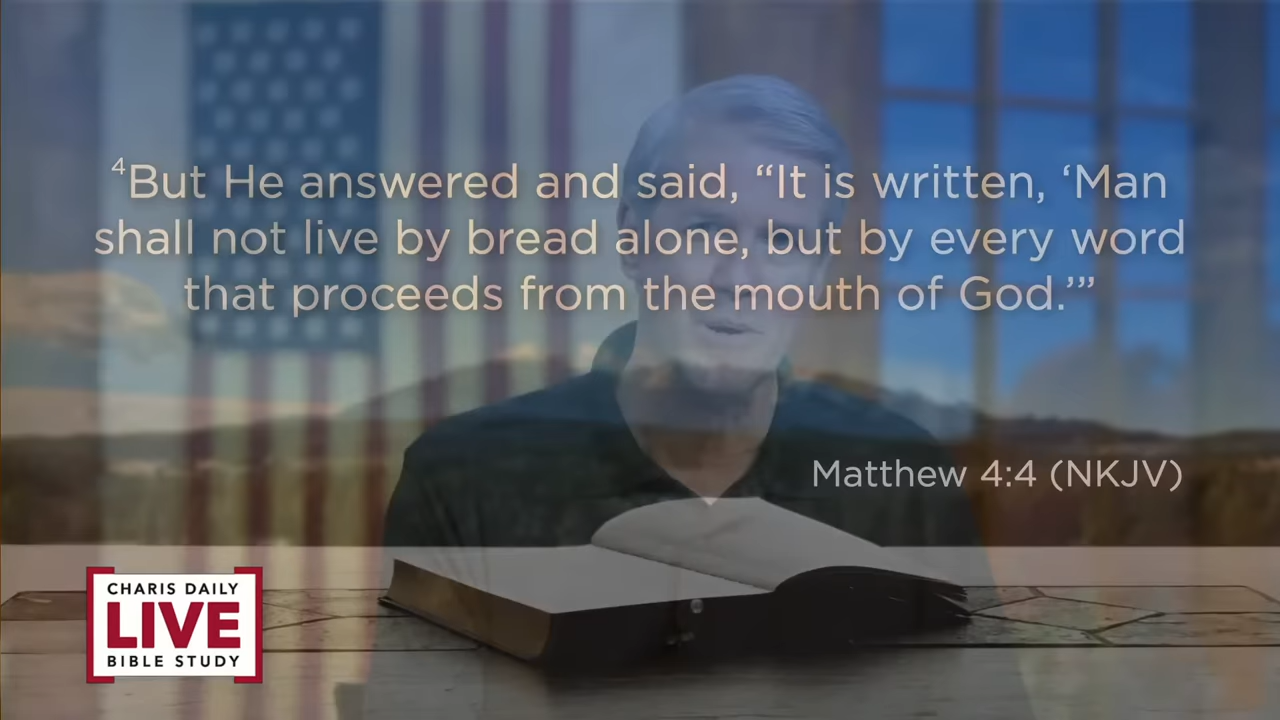 ⁴But He answered and said, “It is written, ‘Man
shall not live by bread alone, but by every word
that proceeds from the mouth of God.’”
Matthew 4:4 (NKJV)
CHARIS DAILY
LIVE
BIBLE STUDY